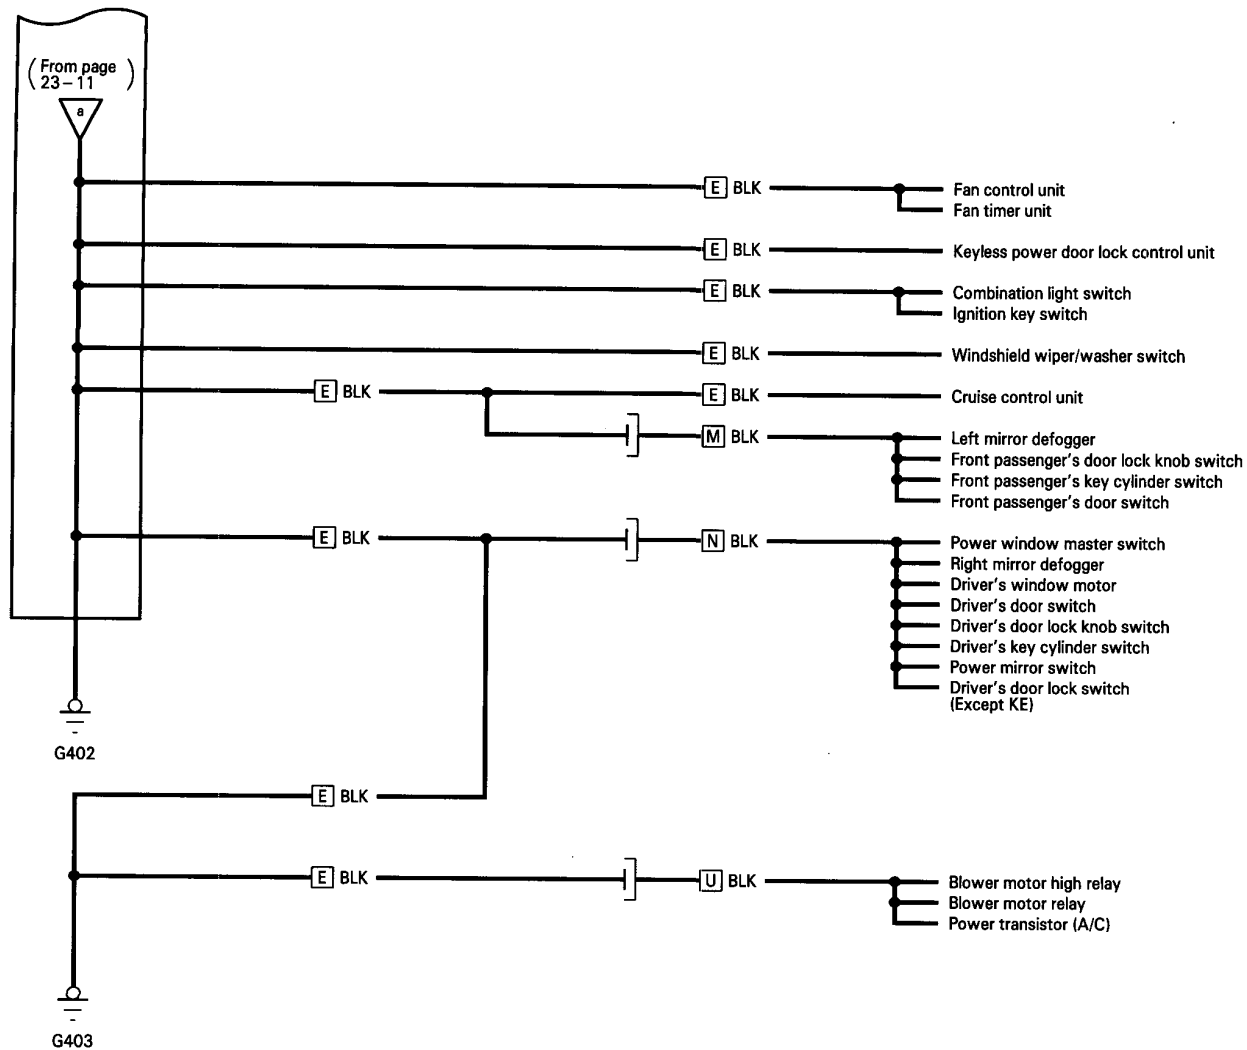 (From page
23-11)
a
E BLK
Fan control unit
Fan timer unit
E BLK
Keyless power door lock control unit
E BLK
Combination light switch
Ignition key switch
E BLK
Windshield wiper/washer switch
E BLK
E BLK
Cruise control unit
M BLK
Left mirror defogger
Front passenger's door lock knob switch
Front passenger's key cylinder switch
Front passenger's door switch
E BLK
N BLK
Power window master switch
Right mirror defogger
Driver's window motor
Driver's door switch
Driver's door lock knob switch
Driver's key cylinder switch
Power mirror switch
Driver's door lock switch
(Except KE)
G402
E BLK
E BLK
U BLK
Blower motor high relay
Blower motor relay
Power transistor (A/C)
G403